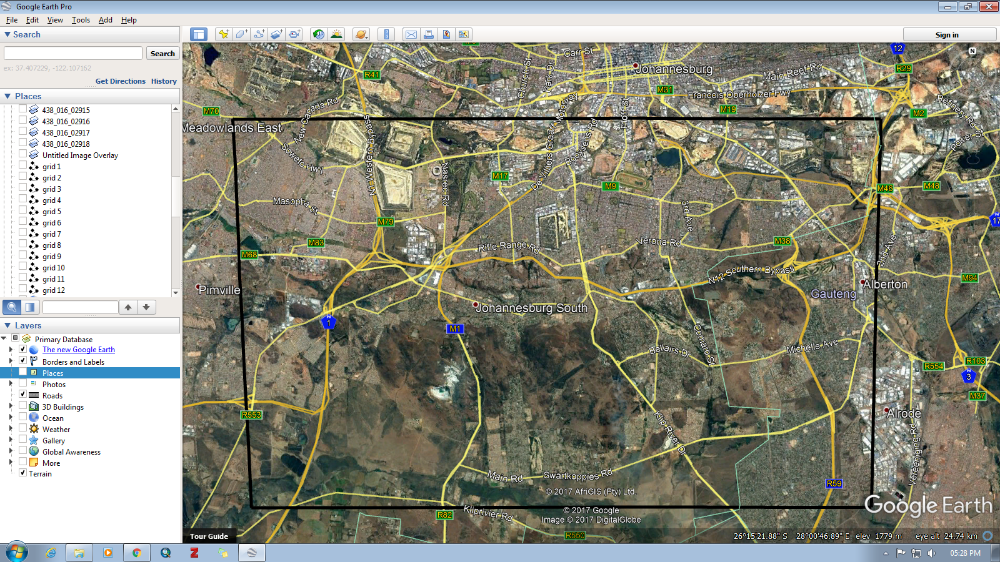 Google Earth Pro
File Edit View Tools Add Help
Search
Search
ex: 37.407229, -122.107162
Get Directions History
Places
438_016_02915
438_016_02916
438_016_02917
438_016_02918
Untitled Image Overlay
grid 1
grid 2
grid 3
grid 4
grid 5
grid 6
grid 7
grid 8
grid 9
grid 10
grid 11
grid 12
Layers
Primary Database
The new Google Earth
Borders and Labels
Places
Photos
Roads
3D Buildings
Ocean
Weather
Gallery
Global Awareness
More
Terrain
Sign in
N
12
Carr St
R41
Church St
Park Dr
Johannesburg
Main Reef Rd
R29
M31
Francois Oberholzer Fwy
Refinery Rd
M70
New Canada Rd
M19
M2
Meadowlands East
N1 Western Bypass
De Villiers Graaff Motorway
Booysens Rd
Eloff St
Power St
Soweto Hwy
Nasrec Rd
M17
M9
M46
M48
Masopha St
M79
3rd Ave
17
M83
Rifle Range Rd
Verona Rd
M38
2nd Ave
M68
N12 Southern Bypass
M94
Pimville
Gauteng
Alberton
Johannesburg South
N
1
M1
Comaro St
Bellairs Dr
Michelle Ave
R554
R103
N
3
M37
R553
Klip River Dr
Alrode
Vereeniging Rd
Main Rd
Swartkoppies Rd
R59
© 2017 AfriGIS (Pty) Ltd.
Google Earth
R82
Kliprivier Rd
© 2017 Google
Image © 2017 DigitalGlobe
R550
Tour Guide
26°15'21.88" S 28°00'46.89" E elev 1779 m eye alt 24.74 km
05:28 PM